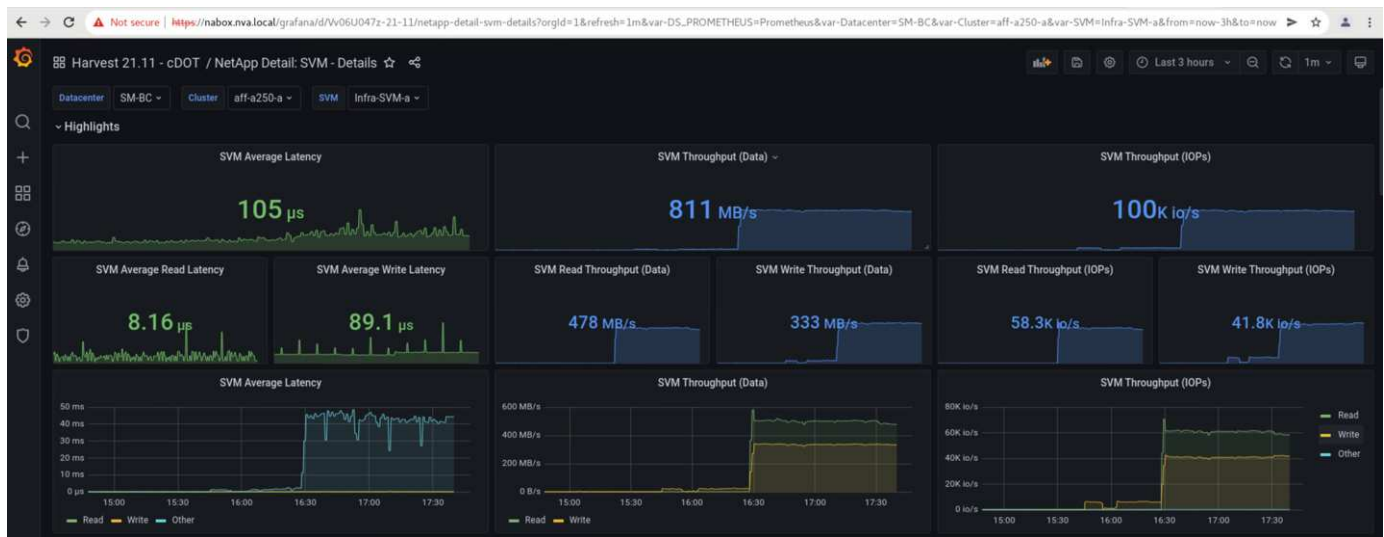 Not secure | https://nabox.nva.local/grafana/d/Vv06U047z-21-11/netapp-detail-svm-details?orgId=1&refresh=1m&var-DS_PROMETHEUS=Prometheus&var-Datacenter=SM-BC&var-Cluster=aff-a250-a&var-SVM=Infra-SVM-a&from=now-3h&to=now
Harvest 21.11 - cDOT / NetApp Detail: SVM - Details
Last 3 hours
1m
Datacenter SM-BC Cluster aff-a250-a SVM Infra-SVM-a
Highlights
SVM Average Latency
105 µs
SVM Throughput (Data)
811 MB/s
SVM Throughput (IOPs)
100K io/s
SVM Average Read Latency
8.16 µs
SVM Average Write Latency
89.1 µs
SVM Read Throughput (Data)
478 MB/s
SVM Write Throughput (Data)
333 MB/s
SVM Read Throughput (IOPs)
58.3K io/s
SVM Write Throughput (IOPs)
41.8K io/s
SVM Average Latency
50 ms
40 ms
30 ms
20 ms
10 ms
0 µs
15:00 15:30 16:00 16:30 17:00 17:30
Read Write Other
SVM Throughput (Data)
600 MB/s
400 MB/s
200 MB/s
0 B/s
15:00 15:30 16:00 16:30 17:00 17:30
Read Write
SVM Throughput (IOPs)
80K io/s
60K io/s
40K io/s
20K io/s
0 io/s
15:00 15:30 16:00 16:30 17:00 17:30
Read
Write
Other